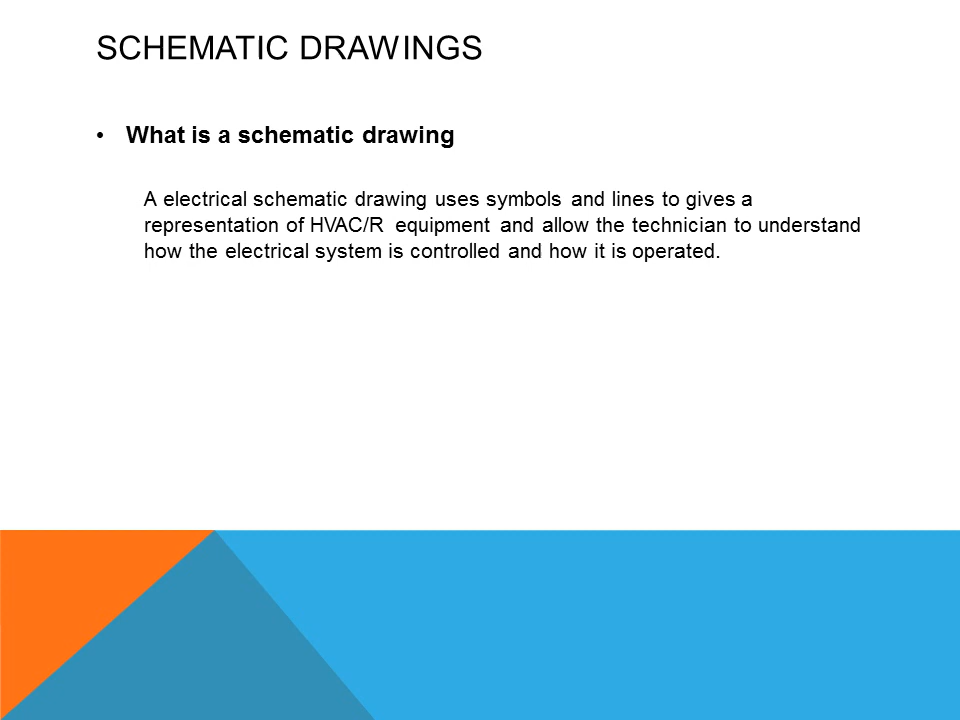 SCHEMATIC DRAWINGS
• What is a schematic drawing
A electrical schematic drawing uses symbols and lines to gives a
representation of HVAC/R equipment and allow the technician to understand
how the electrical system is controlled and how it is operated.